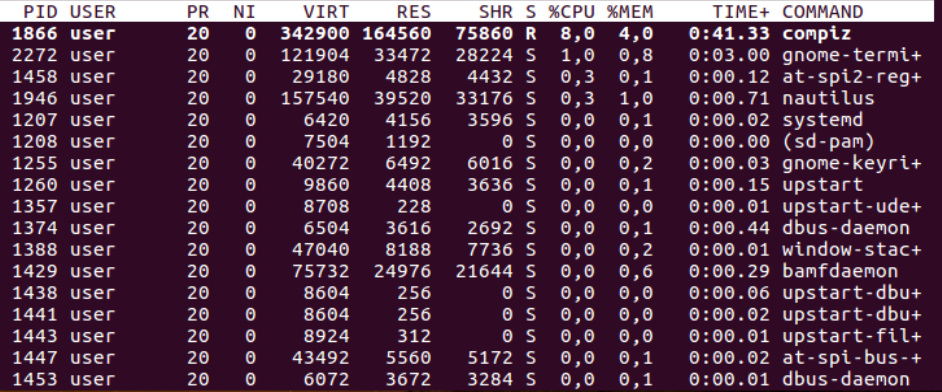 PID USER PR NI VIRT RES SHR S %CPU %MEM TIME+ COMMAND
1866 user 20 0 342900 164560 75860 R 8,0 4,0 0:41.33 compiz
2272 user 20 0 121904 33472 28224 S 1,0 0,8 0:03.00 gnome-termi+
1458 user 20 0 29180 4828 4432 S 0,3 0,1 0:00.12 at-spi2-reg+
1946 user 20 0 157540 39520 33176 S 0,3 1,0 0:00.71 nautilus
1207 user 20 0 6420 4156 3596 S 0,0 0,1 0:00.02 systemd
1208 user 20 0 7504 1192 0 S 0,0 0,0 0:00.00 (sd-pam)
1255 user 20 0 40272 6492 6016 S 0,0 0,2 0:00.03 gnome-keyri+
1260 user 20 0 9860 4408 3636 S 0,0 0,1 0:00.15 upstart
1357 user 20 0 8708 228 0 S 0,0 0,0 0:00.01 upstart-ude+
1374 user 20 0 6504 3616 2692 S 0,0 0,1 0:00.44 dbus-daemon
1388 user 20 0 47040 8188 7736 S 0,0 0,2 0:00.01 window-stac+
1429 user 20 0 75732 24976 21644 S 0,0 0,6 0:00.29 bamfdaemon
1438 user 20 0 8604 256 0 S 0,0 0,0 0:00.06 upstart-dbu+
1441 user 20 0 8604 256 0 S 0,0 0,0 0:00.02 upstart-dbu+
1443 user 20 0 8924 312 0 S 0,0 0,0 0:00.01 upstart-fil+
1447 user 20 0 43492 5560 5172 S 0,0 0,1 0:00.02 at-spi-bus-+
1453 user 20 0 6072 3672 3284 S 0,0 0,1 0:00.01 dbus-daemon